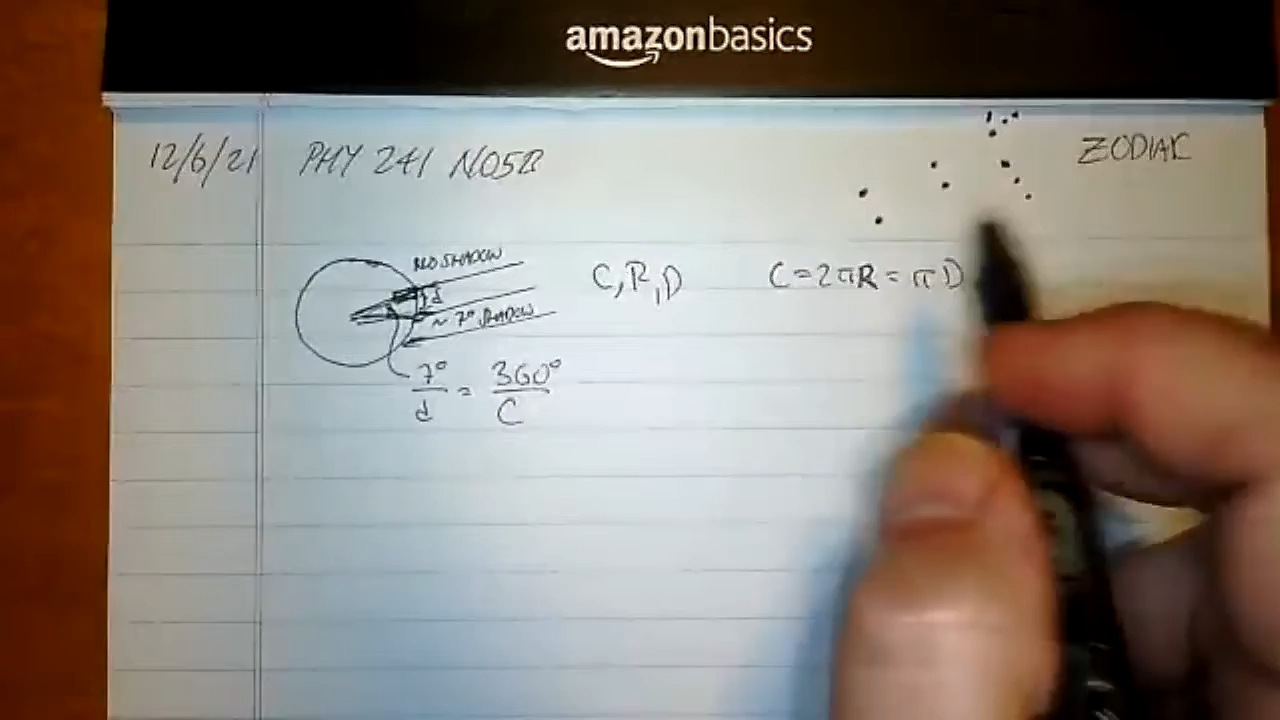 amazonbasics
12/6/21 PHY 241 N05B ZODIAC
NO SHADOW
d
~ 7° SHADOW
C, R, D
C = 2πR = πD
7°/d = 360°/C